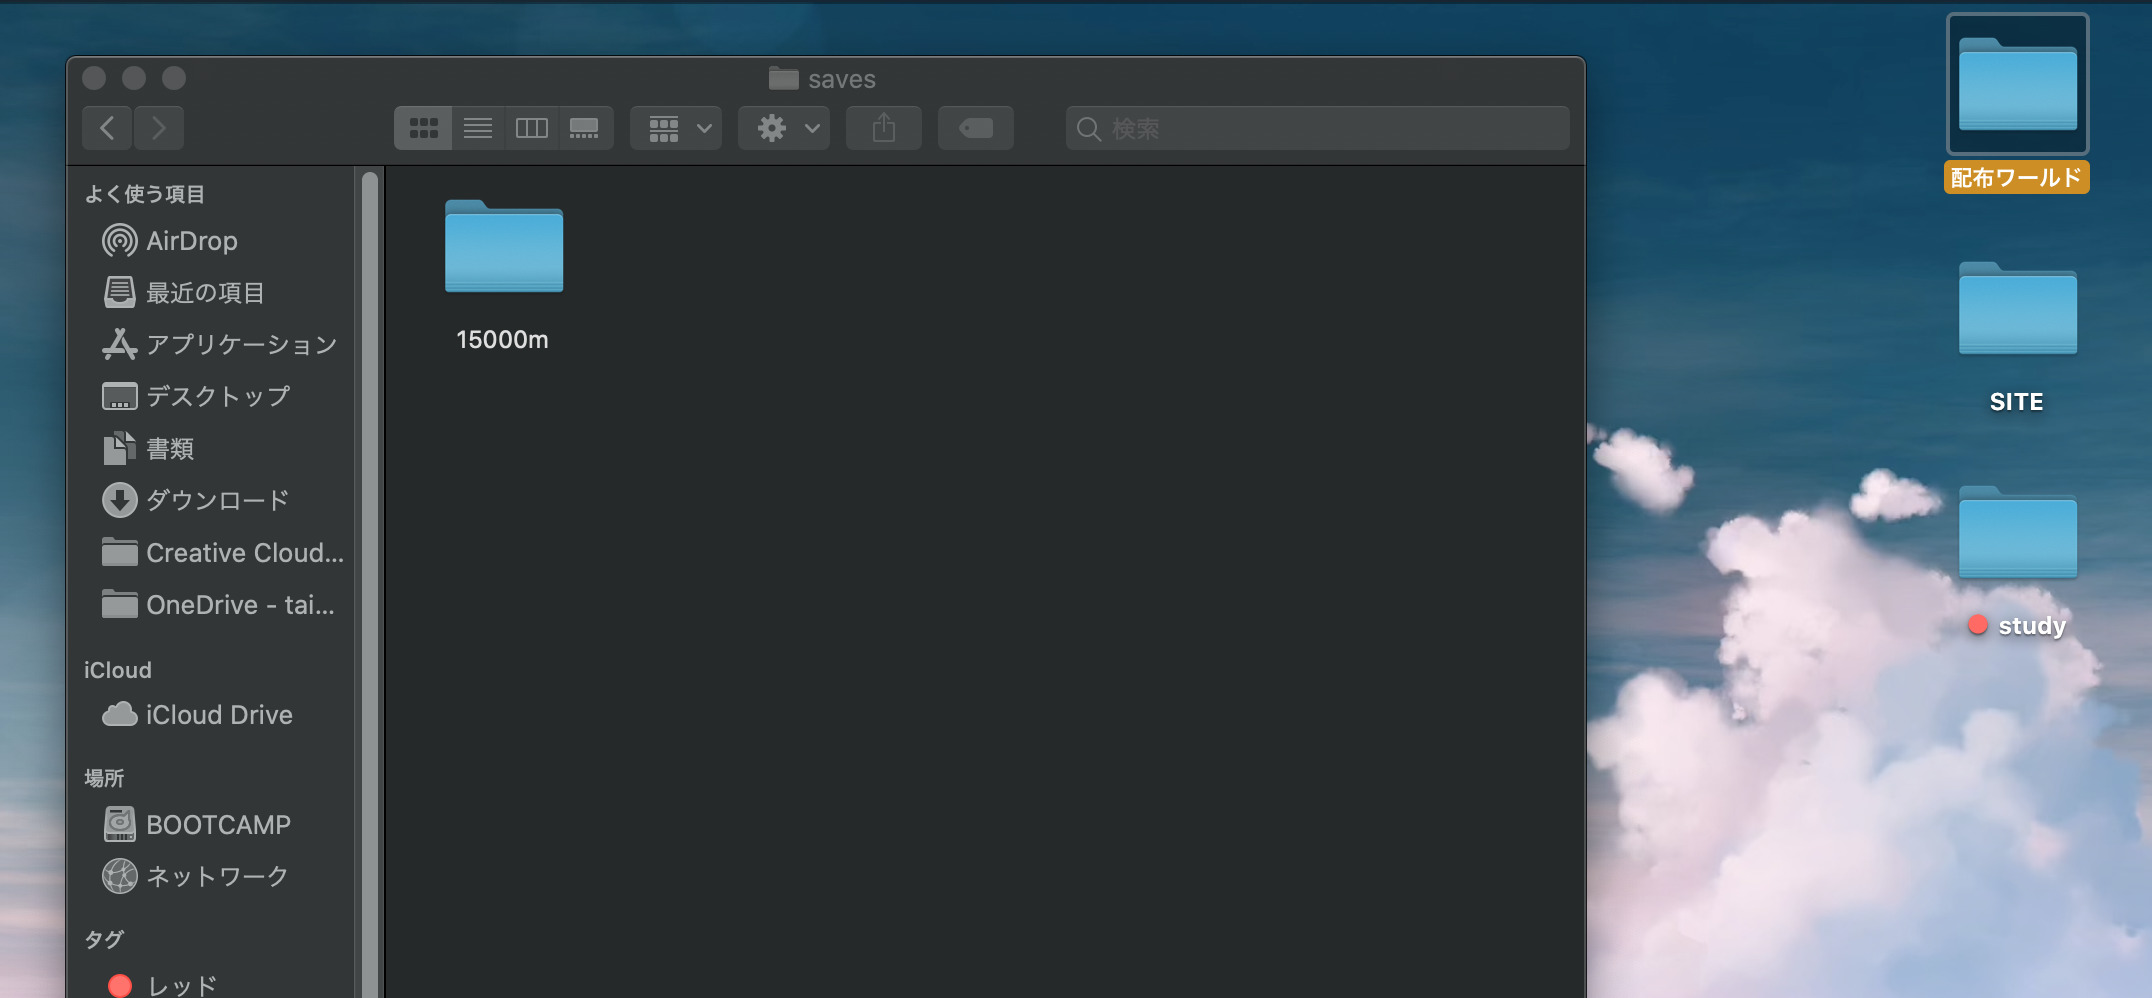 saves
検索
よく使う項目
AirDrop
最近の項目
アプリケーション
デスクトップ
書類
ダウンロード
Creative Cloud...
OneDrive - tai...
iCloud
iCloud Drive
場所
BOOTCAMP
ネットワーク
タグ
レッド
15000m
配布ワールド
SITE
study